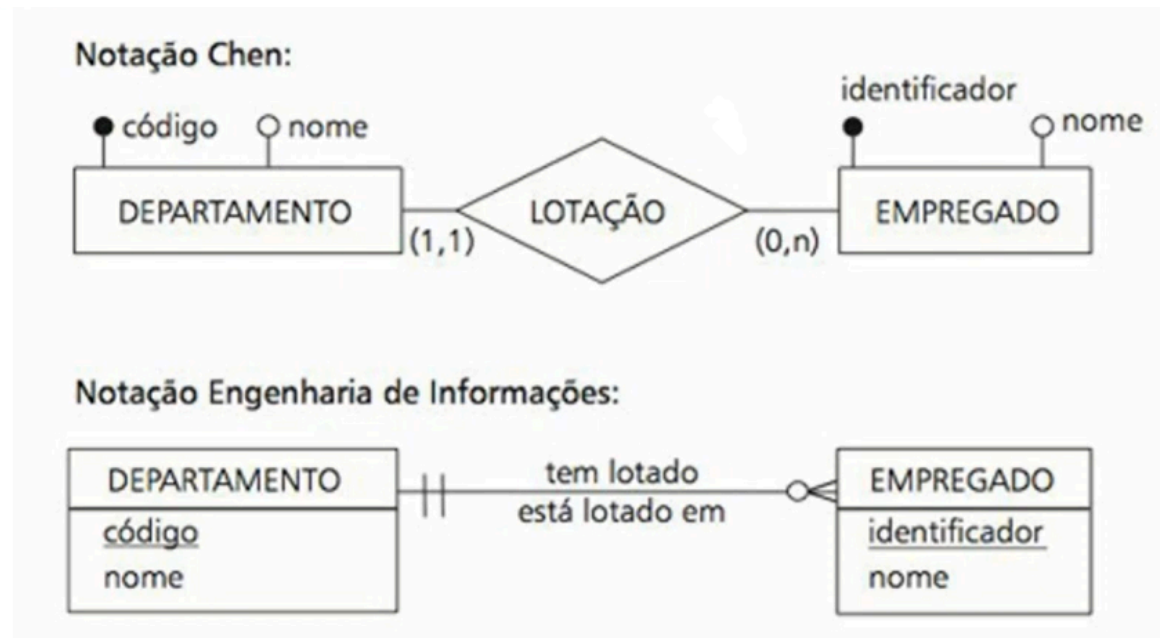 Notação Chen:
código nome
identificador
nome
DEPARTAMENTO
LOTAÇÃO
EMPREGADO
(1,1)
(0,n)
Notação Engenharia de Informações:
DEPARTAMENTO
código
nome
tem lotado
está lotado em
EMPREGADO
identificador
nome